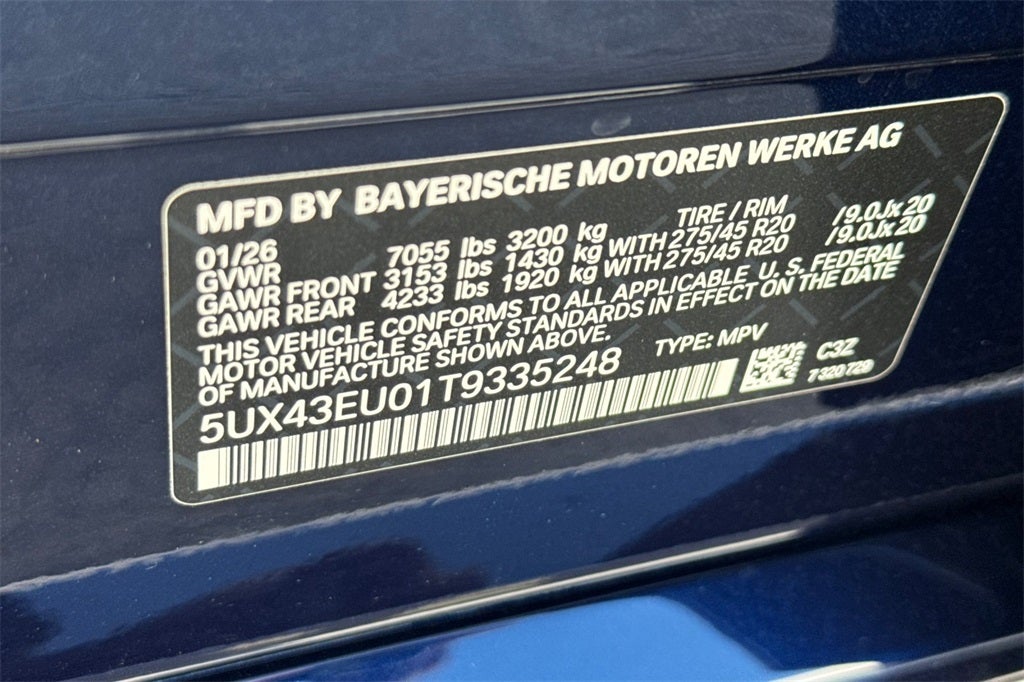 MFD BY BAYERISCHE MOTOREN WERKE AG
01/26 TIRE / RIM
GVWR 7055 lbs 3200 kg
GAWR FRONT 3153 lbs 1430 kg WITH 275/45 R20 /9.0Jx20
GAWR REAR 4233 lbs 1920 kg WITH 275/45 R20 /9.0Jx20
THIS VEHICLE CONFORMS TO ALL APPLICABLE U.S. FEDERAL
MOTOR VEHICLE SAFETY STANDARDS IN EFFECT ON THE DATE
OF MANUFACTURE SHOWN ABOVE. TYPE: MPV
5UX43EU01T9335248
C3Z
7320729